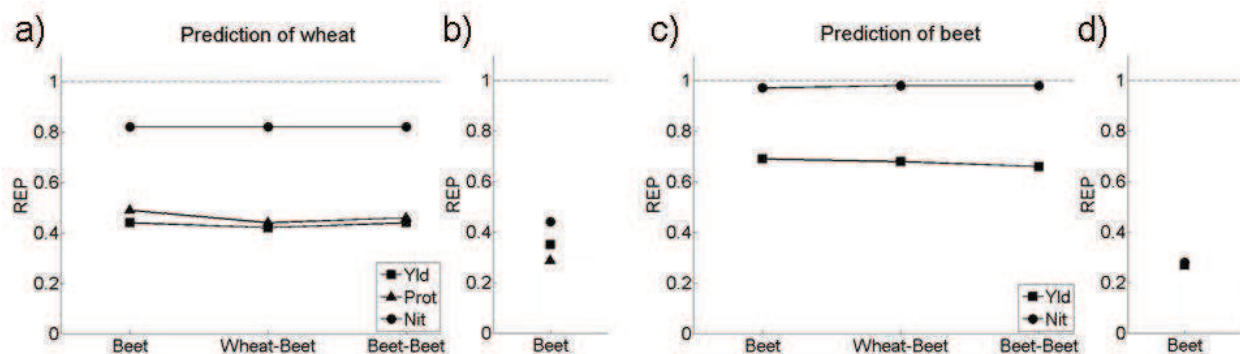 a)
Prediction of wheat
REP
1
0.8
0.6
0.4
0.2
0
Beet
Wheat-Beet
Beet-Beet
Yld
Prot
Nit
b)
REP
1
0.8
0.6
0.4
0.2
0
Beet
c)
Prediction of beet
REP
1
0.8
0.6
0.4
0.2
0
Beet
Wheat-Beet
Beet-Beet
Yld
Nit
d)
REP
1
0.8
0.6
0.4
0.2
0
Beet